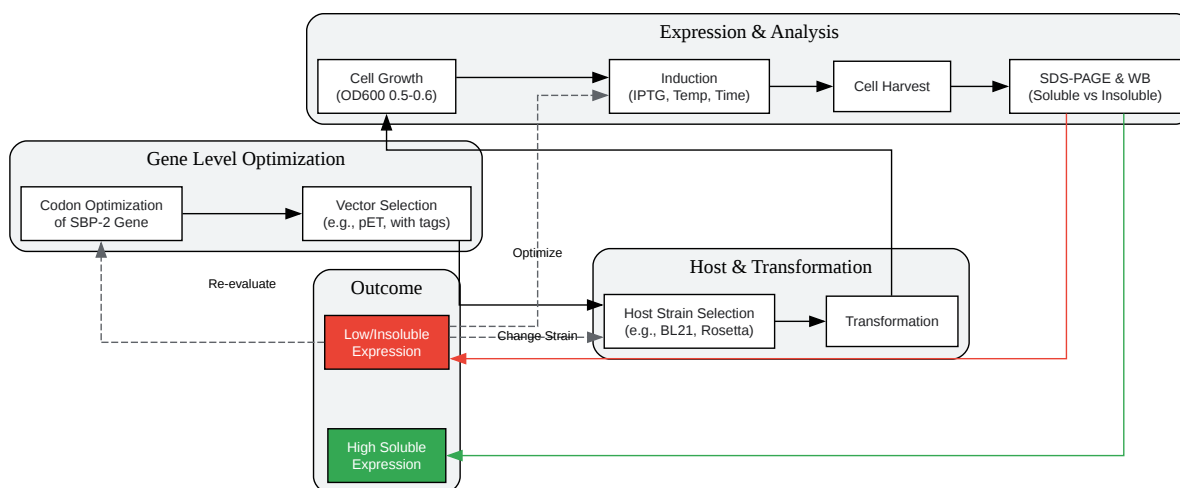 Expression & Analysis
Cell Growth
(OD600 0.5-0.6)
Induction
(IPTG, Temp, Time)
Cell Harvest
SDS-PAGE & WB
(Soluble vs Insoluble)
Gene Level Optimization
Codon Optimization
of SBP-2 Gene
Vector Selection
(e.g., pET, with tags)
Optimize
Re-evaluate
Host & Transformation
Host Strain Selection
(e.g., BL21, Rosetta)
Transformation
Outcome
Low/Insoluble
Expression
Change Strain
High Soluble
Expression